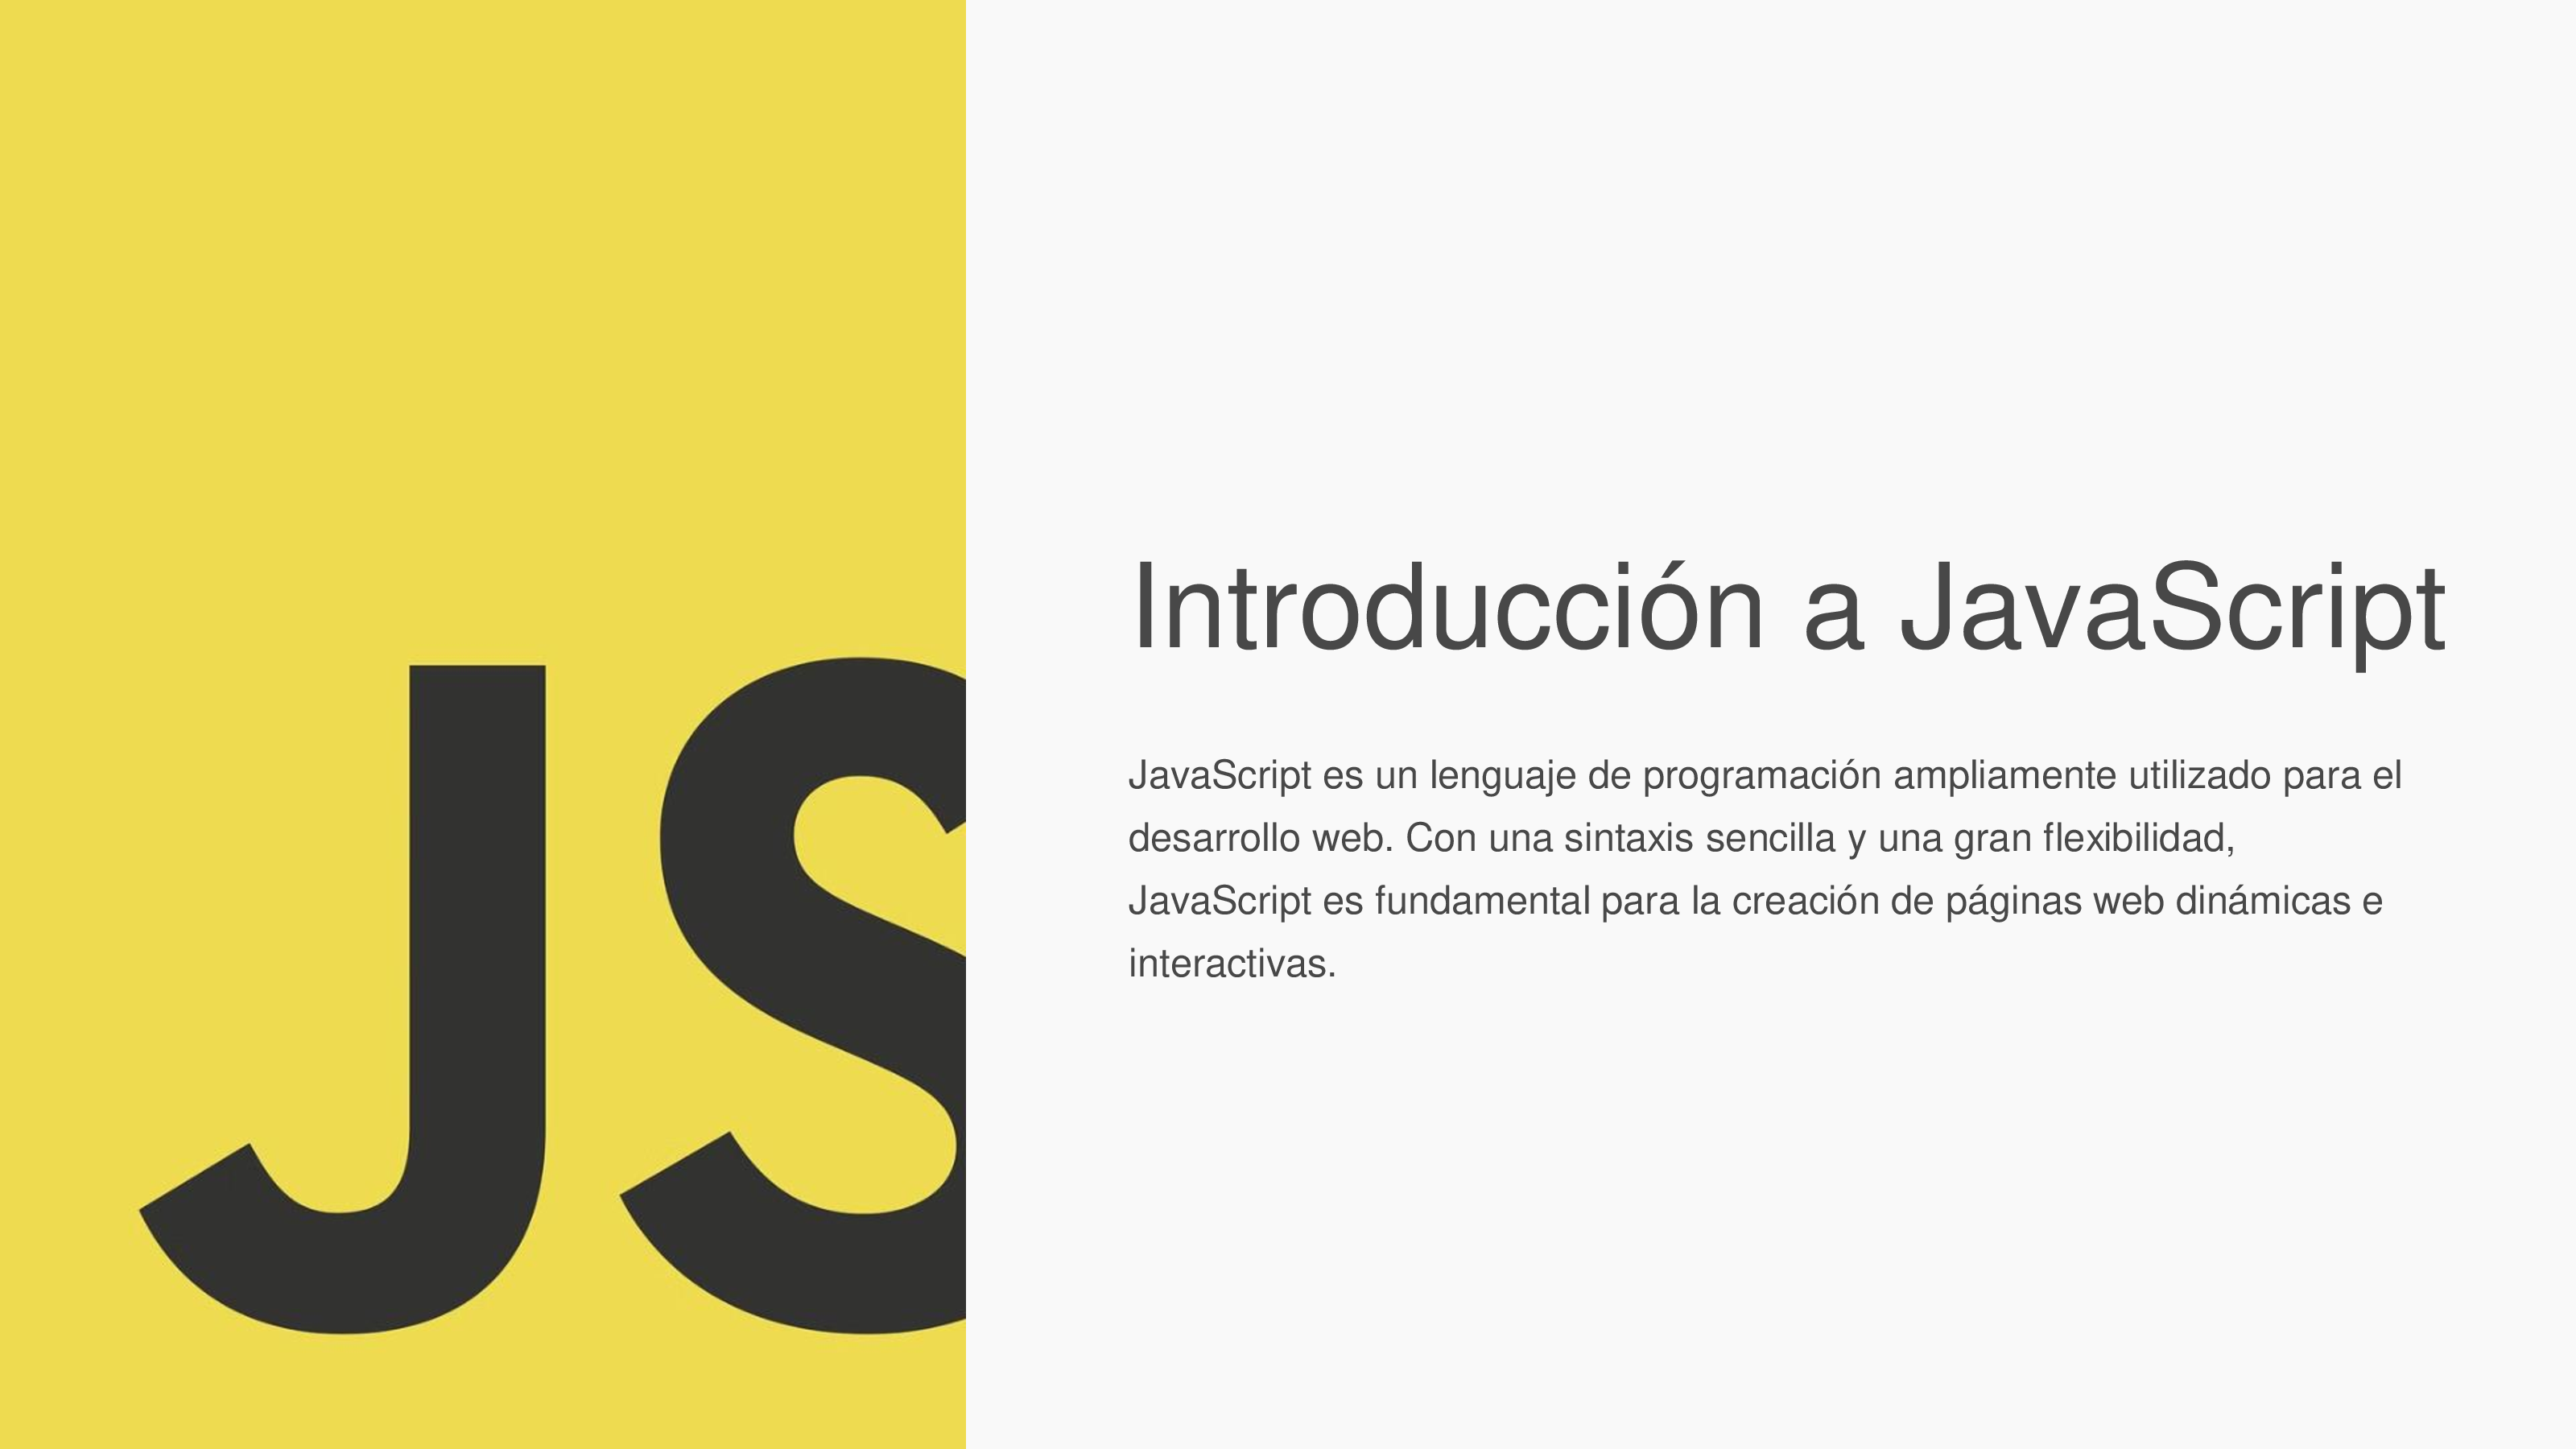 JS
Introducción a JavaScript
JavaScript es un lenguaje de programación ampliamente utilizado para el
desarrollo web. Con una sintaxis sencilla y una gran flexibilidad,
JavaScript es fundamental para la creación de páginas web dinámicas e
interactivas.